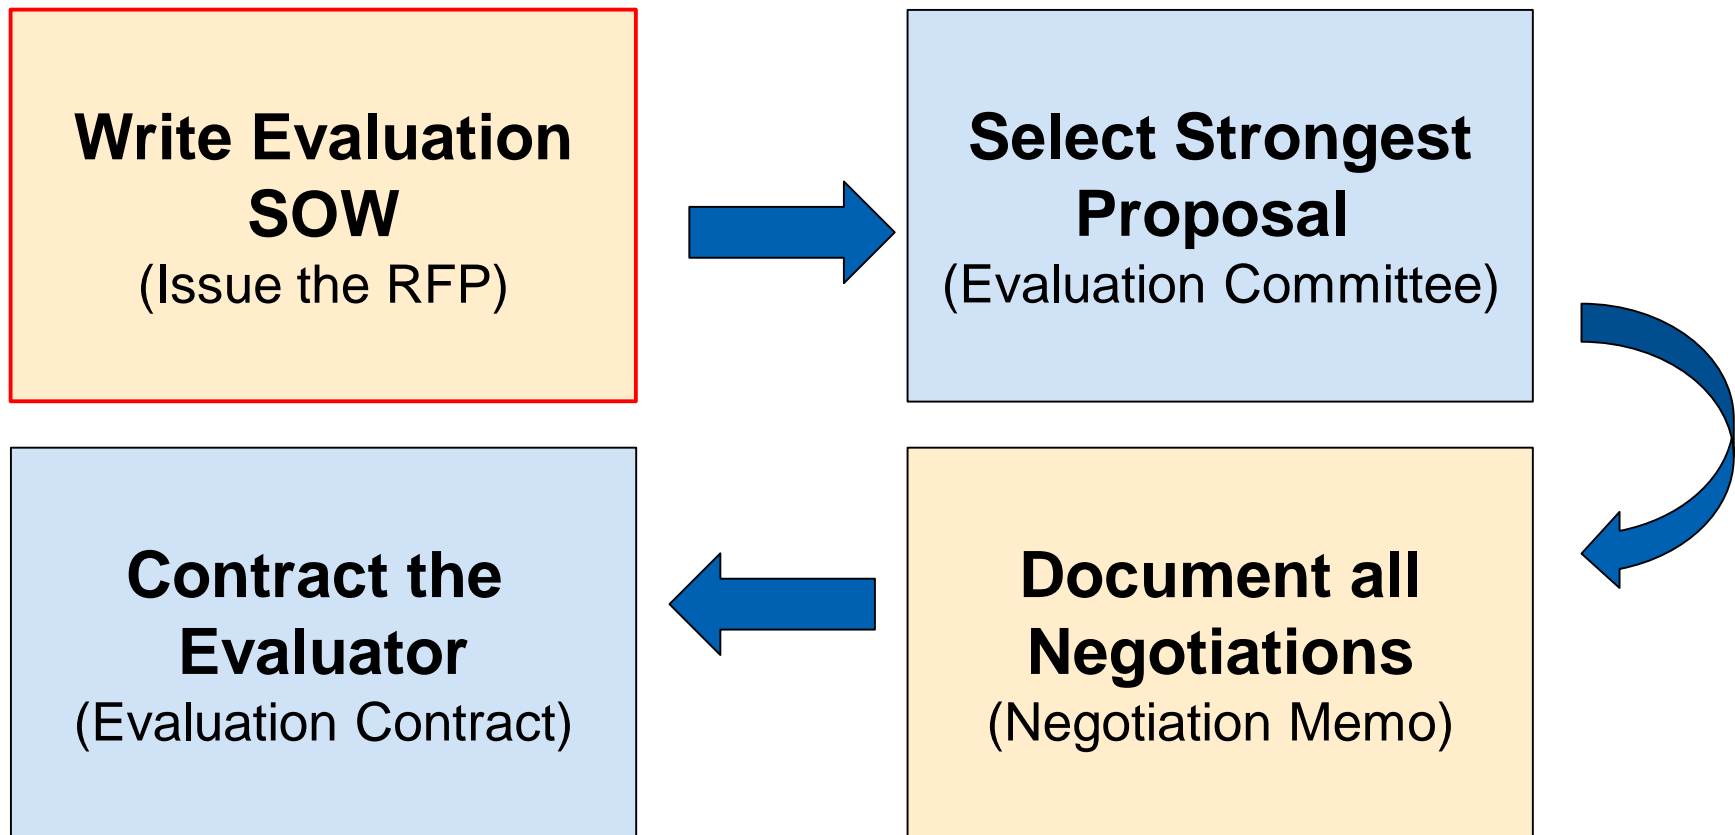 Write Evaluation
SOW
(Issue the RFP)
Select Strongest
Proposal
(Evaluation Committee)
Document all
Negotiations
(Negotiation Memo)
Contract the
Evaluator
(Evaluation Contract)